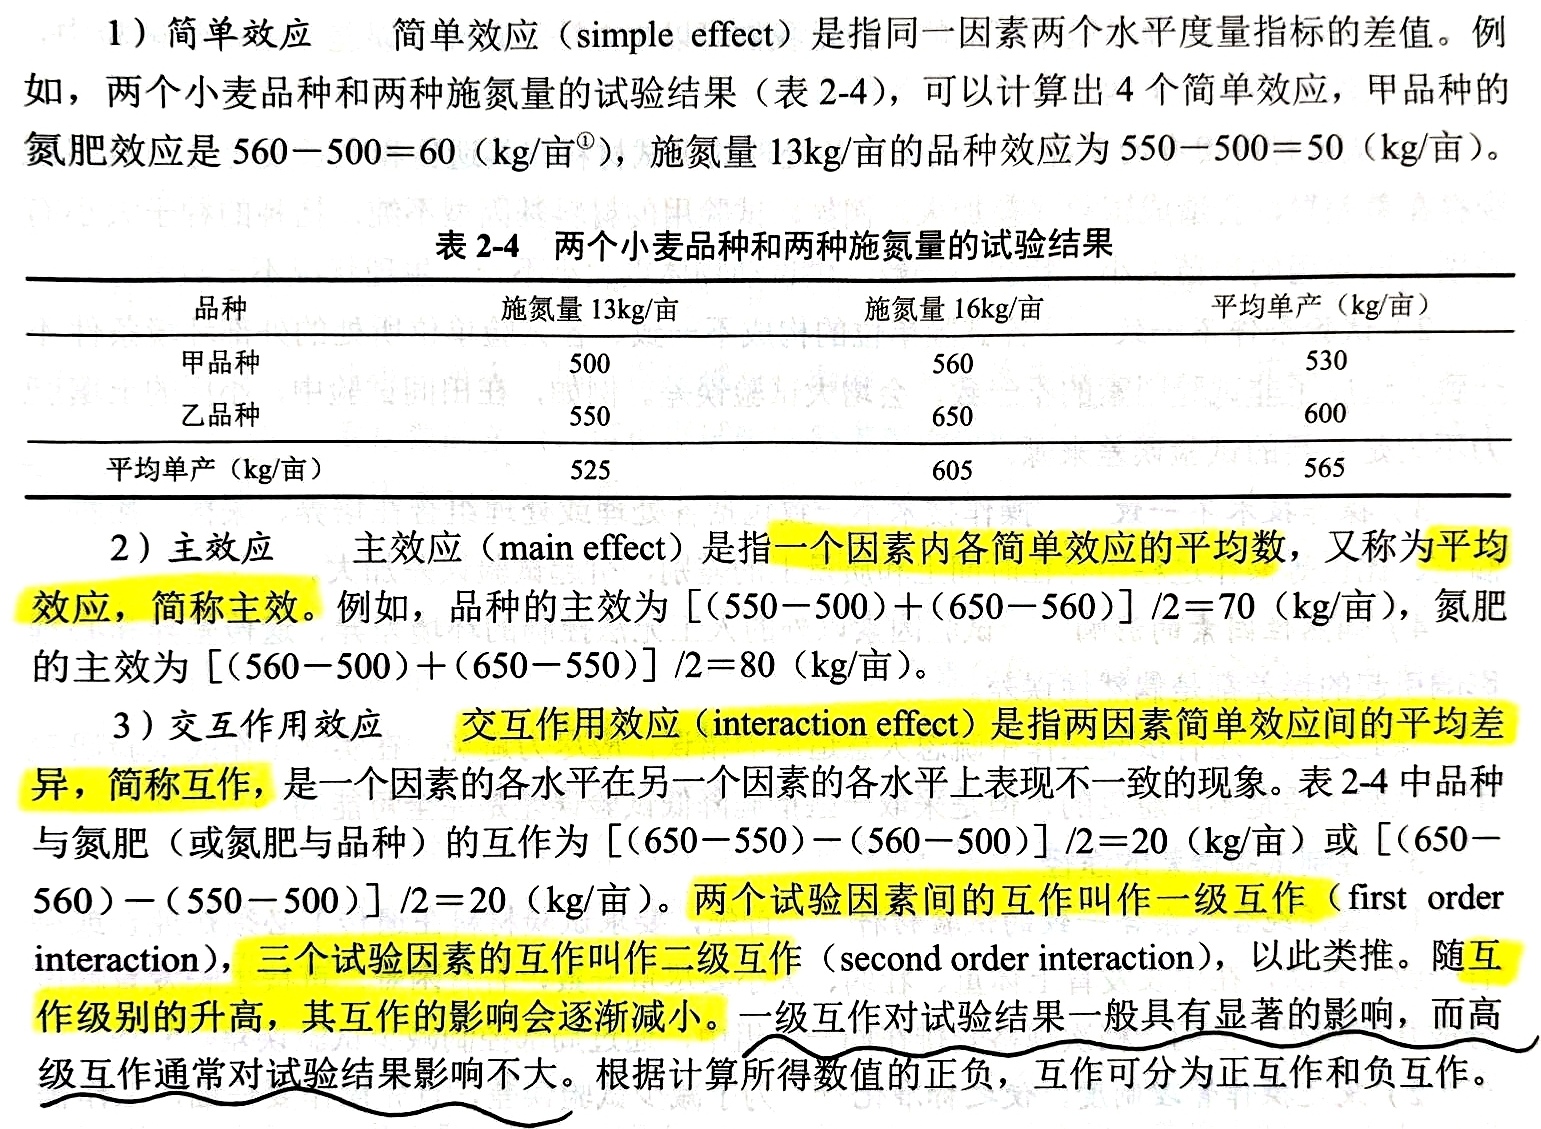 1）简单效应 简单效应（simple effect）是指同一因素两个水平度量指标的差值。例
如，两个小麦品种和两种施氮量的试验结果（表 2-4），可以计算出 4 个简单效应，甲品种的
氮肥效应是 560－500＝60（kg/亩①），施氮量 13kg/亩的品种效应为 550－500＝50（kg/亩）。
表 2-4 两个小麦品种和两种施氮量的试验结果
品种 施氮量 13kg/亩 施氮量 16kg/亩 平均单产（kg/亩）
甲品种 500 560 530
乙品种 550 650 600
平均单产（kg/亩） 525 605 565
2）主效应 主效应（main effect）是指一个因素内各简单效应的平均数，又称为平均
效应，简称主效。例如，品种的主效为［(550－500)＋(650－560)］/2＝70（kg/亩），氮肥
的主效为［(560－500)＋(650－550)］/2＝80（kg/亩）。
3）交互作用效应 交互作用效应（interaction effect）是指两因素简单效应间的平均差
异，简称互作，是一个因素的各水平在另一个因素的各水平上表现不一致的现象。表 2-4 中品种
与氮肥（或氮肥与品种）的互作为［(650－550)－(560－500)］/2＝20（kg/亩）或［(650－
560)－(550－500)］/2＝20（kg/亩）。两个试验因素间的互作叫作一级互作（first order
interaction），三个试验因素的互作叫作二级互作（second order interaction），以此类推。随互
作级别的升高，其互作的影响会逐渐减小。一级互作对试验结果一般具有显著的影响，而高
级互作通常对试验结果影响不大。根据计算所得数值的正负，互作可分为正互作和负互作。